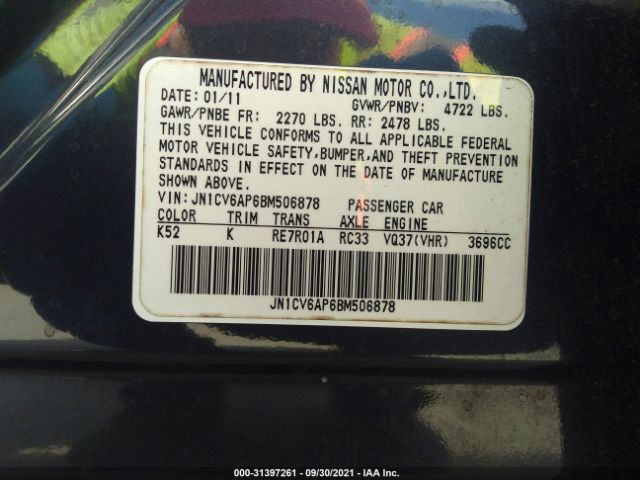 MANUFACTURED BY NISSAN MOTOR CO.,LTD.
DATE: 01/11 GVWR/PNBV: 4722 LBS.
GAWR/PNBE FR: 2270 LBS. RR: 2478 LBS.
THIS VEHICLE CONFORMS TO ALL APPLICABLE FEDERAL
MOTOR VEHICLE SAFETY,BUMPER,AND THEFT PREVENTION
STANDARDS IN EFFECT ON THE DATE OF MANUFACTURE
SHOWN ABOVE.
VIN: JN1CV6AP6BM506878 PASSENGER CAR
COLOR TRIM TRANS AXLE ENGINE
K52 K RE7R01A RC33 VQ37(VHR) 3696CC
JN1CV6AP6BM506878
000-31397261 - 09/30/2021 - IAA Inc.